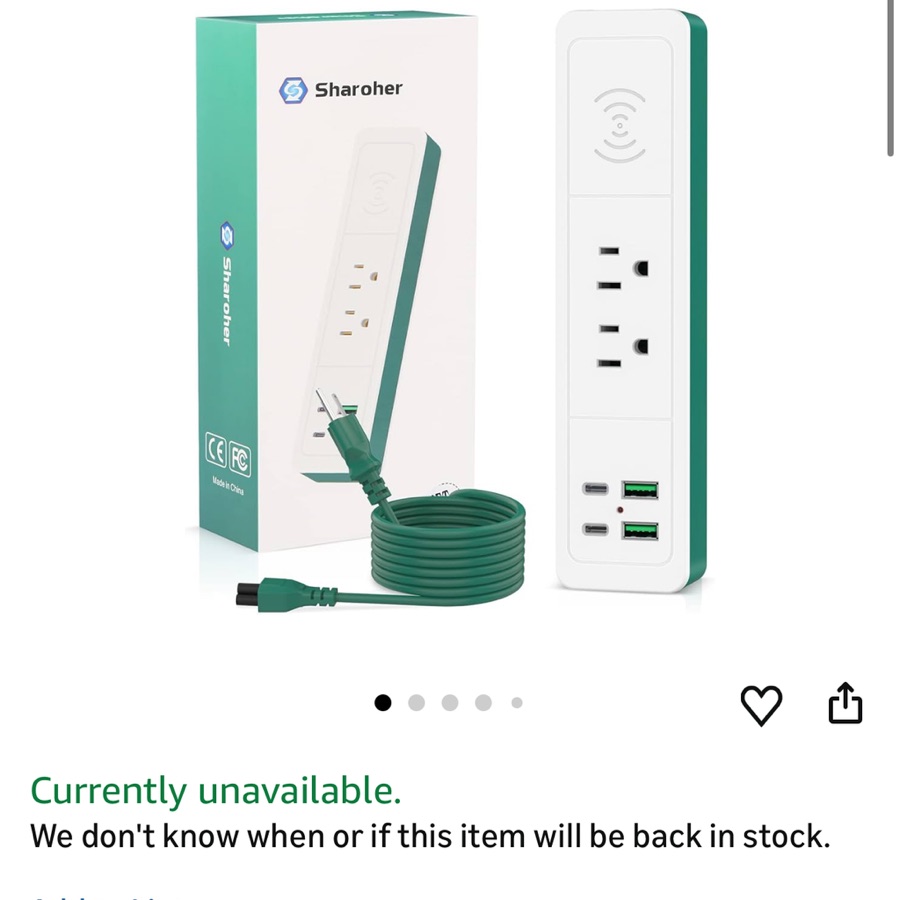 Sharoher
Sharoher
CE FC
Made in China
Currently unavailable.
We don't know when or if this item will be back in stock.